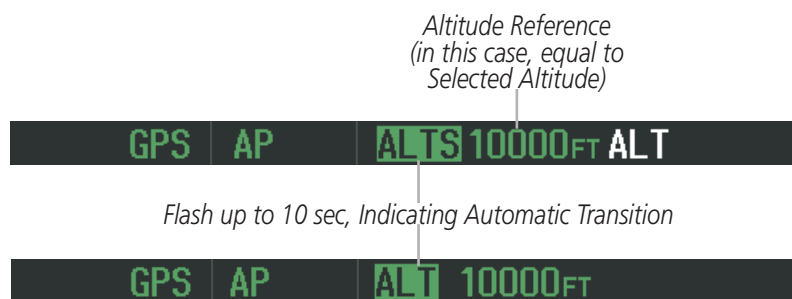 Altitude Reference
(in this case, equal to
Selected Altitude)
GPS AP ALTS 10000FT ALT
Flash up to 10 sec, Indicating Automatic Transition
GPS AP ALT 10000FT